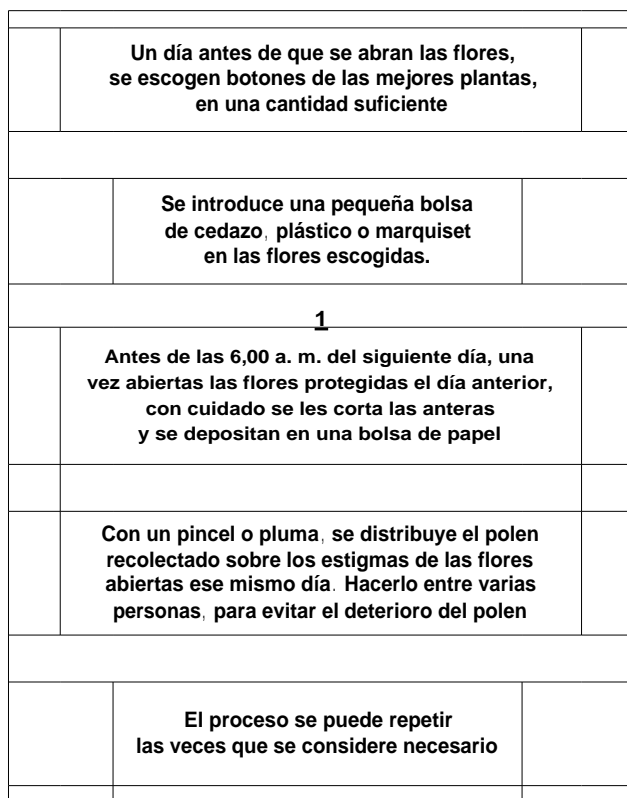 Un día antes de que se abran las flores,
se escogen botones de las mejores plantas,
en una cantidad suficiente
Se introduce una pequeña bolsa
de cedazo, plástico o marquiset
en las flores escogidas.
1
Antes de las 6,00 a. m. del siguiente día, una
vez abiertas las flores protegidas el día anterior,
con cuidado se les corta las anteras
y se depositan en una bolsa de papel
Con un pincel o pluma, se distribuye el polen
recolectado sobre los estigmas de las flores
abiertas ese mismo día. Hacerlo entre varias
personas, para evitar el deterioro del polen
El proceso se puede repetir
las veces que se considere necesario